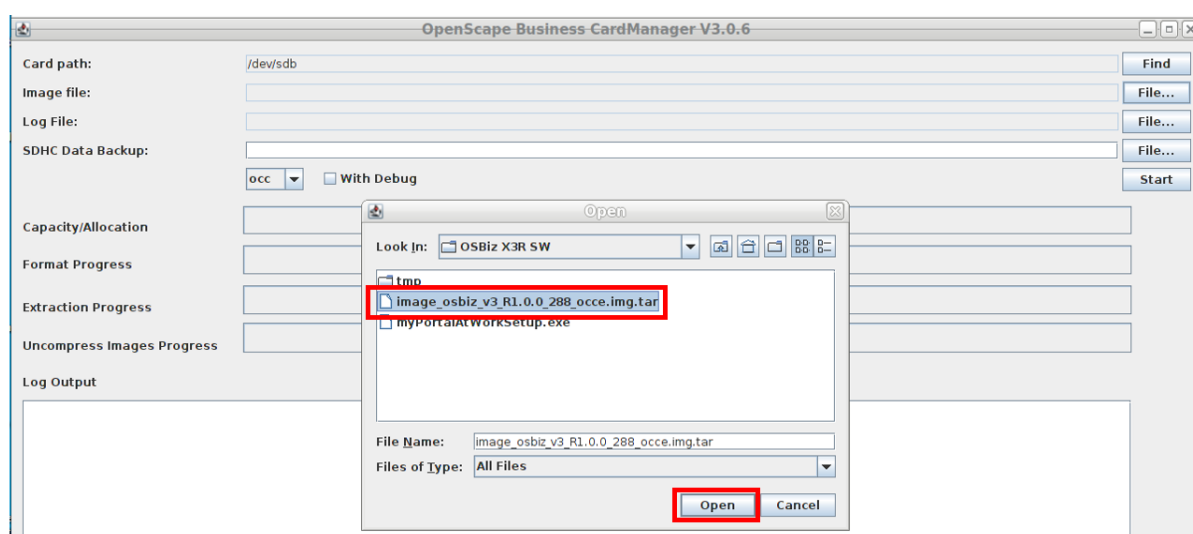 OpenScape Business CardManager V3.0.6
Card path: /dev/sdb Find
Image file: File...
Log File: File...
SDHC Data Backup: File...
occ With Debug Start
Open
Capacity/Allocation
Look In: OSBiz X3R SW
Format Progress
tmp
image_osbiz_v3_R1.0.0_288_occe.img.tar
Extraction Progress
myPortalAtWorkSetup.exe
Uncompress Images Progress
Log Output
File Name: image_osbiz_v3_R1.0.0_288_occe.img.tar
Files of Type: All Files
Open Cancel